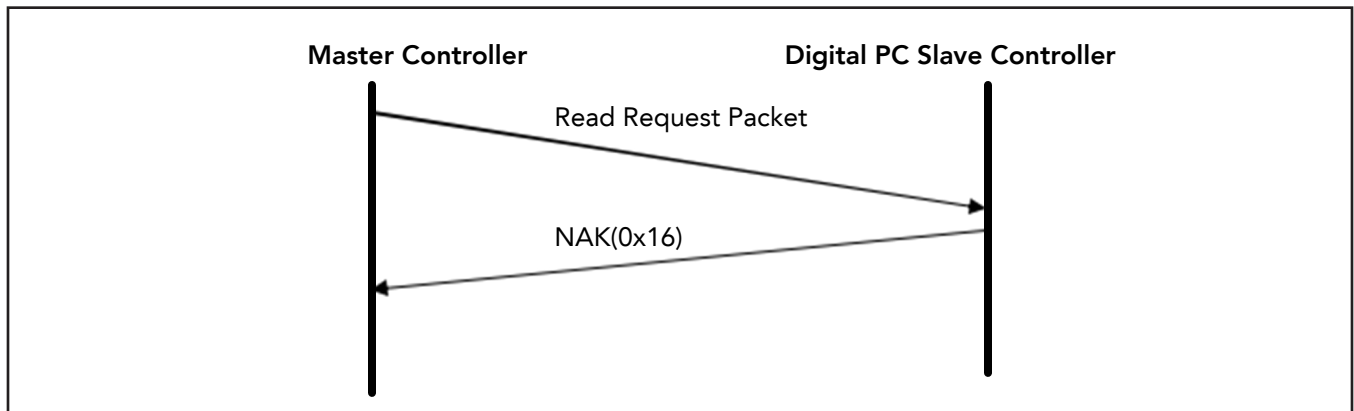 Master Controller
Digital PC Slave Controller
Read Request Packet
NAK(0x16)